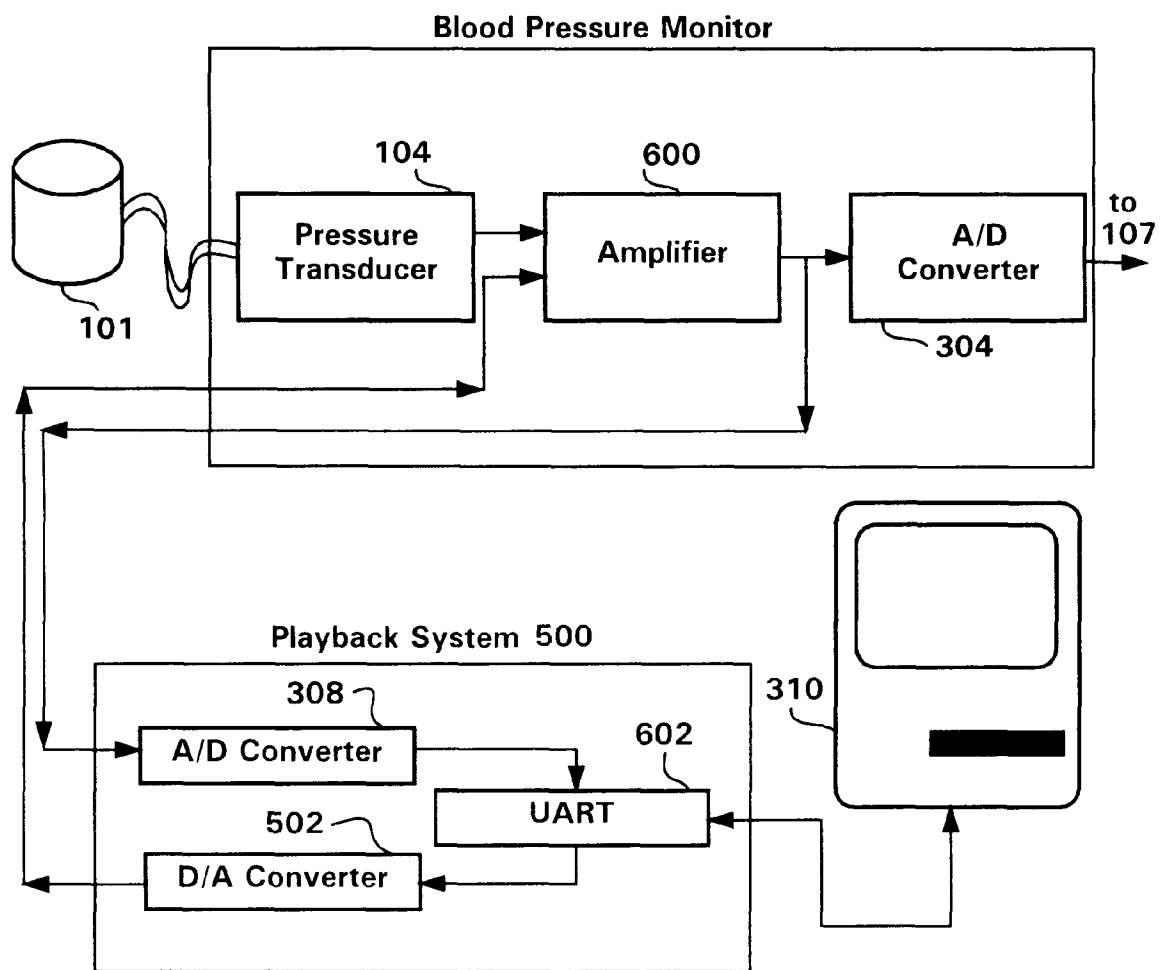 Blood Pressure Monitor
104
600
Pressure
Transducer
Amplifier
A/D
Converter
to
107
101
304
Playback System 500
308
A/D Converter
602
UART
502
D/A Converter
310